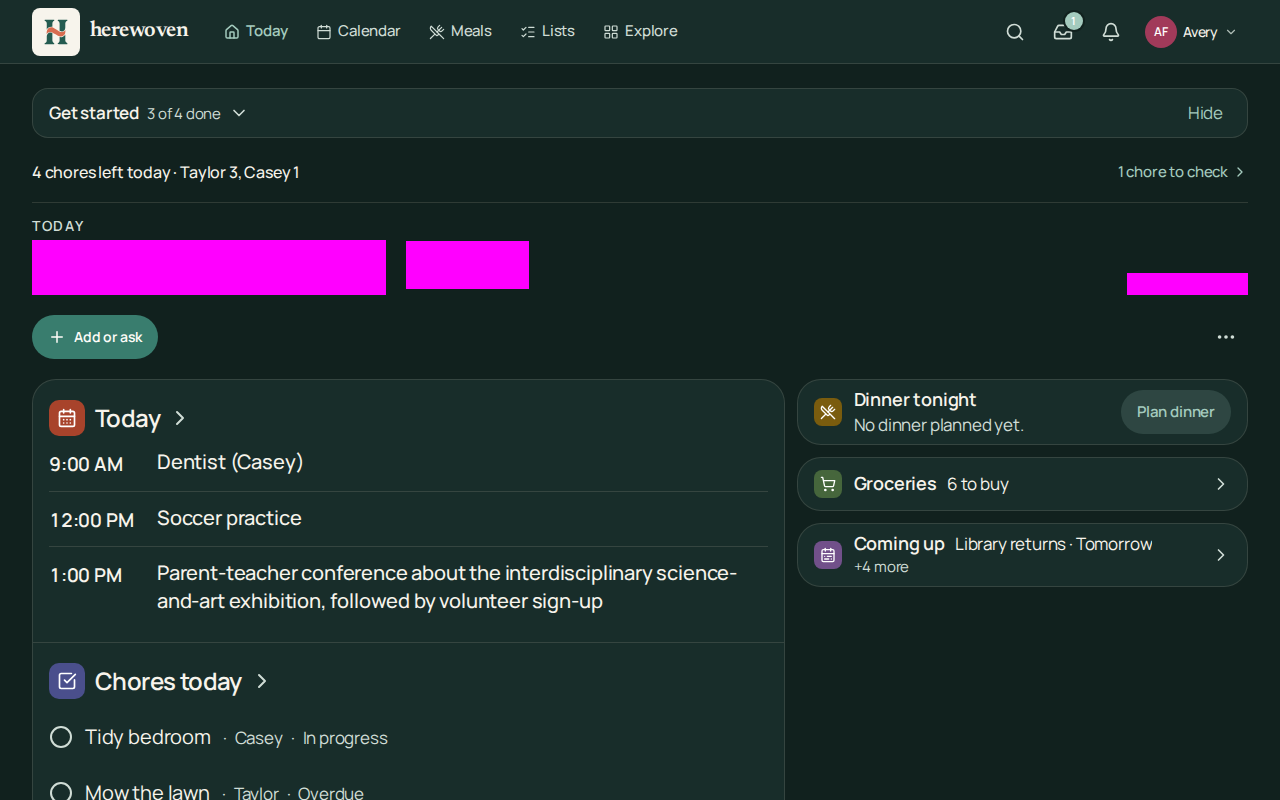 H herewoven Today Calendar Meals Lists Explore 1 AF Avery
Get started 3 of 4 done Hide
4 chores left today · Taylor 3, Casey 1 1 chore to check
TODAY
Add or ask
Today
9:00 AM Dentist (Casey)
12:00 PM Soccer practice
1:00 PM Parent-teacher conference about the interdisciplinary science-
and-art exhibition, followed by volunteer sign-up
Chores today
Tidy bedroom · Casey · In progress
Mow the lawn · Taylor · Overdue
Dinner tonight
No dinner planned yet.
Plan dinner
Groceries 6 to buy
Coming up Library returns · Tomorrow
+4 more